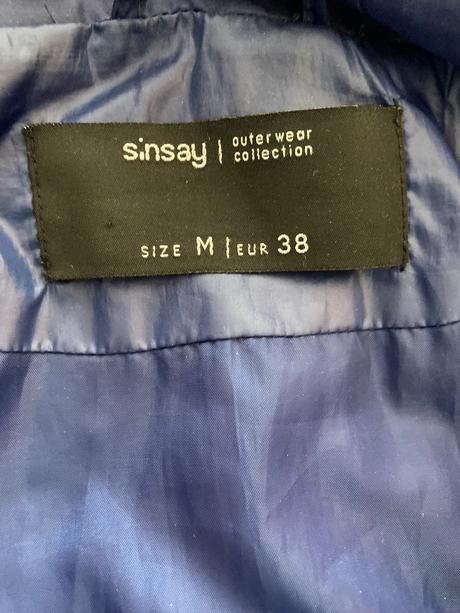 sinsay | outerwear
collection
SIZE M | EUR 38